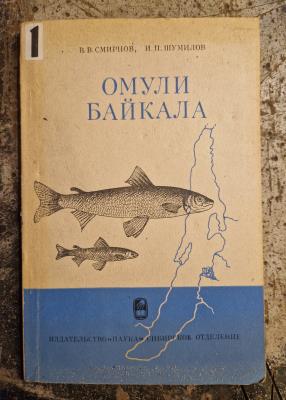 1
В. В. СМИРНОВ, И. П. ШУМИЛОВ
ОМУЛИ
БАЙКАЛА
ИЗДАТЕЛЬСТВО «НАУКА» СИБИРСКОЕ ОТДЕЛЕНИЕ